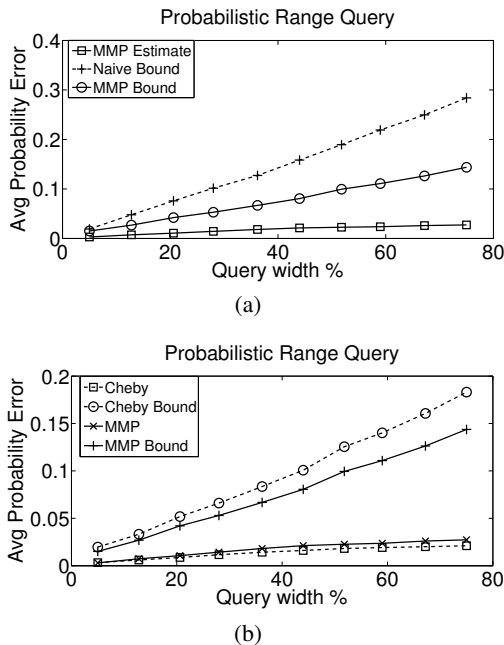 Probabilistic Range Query
Avg Probability Error
0.4
0.3
0.2
0.1
0
MMP Estimate
Naive Bound
MMP Bound
0 20 40 60 80
Query width %
(a)
Probabilistic Range Query
Avg Probability Error
0.2
0.15
0.1
0.05
0
Cheby
Cheby Bound
MMP
MMP Bound
0 20 40 60 80
Query width %
(b)